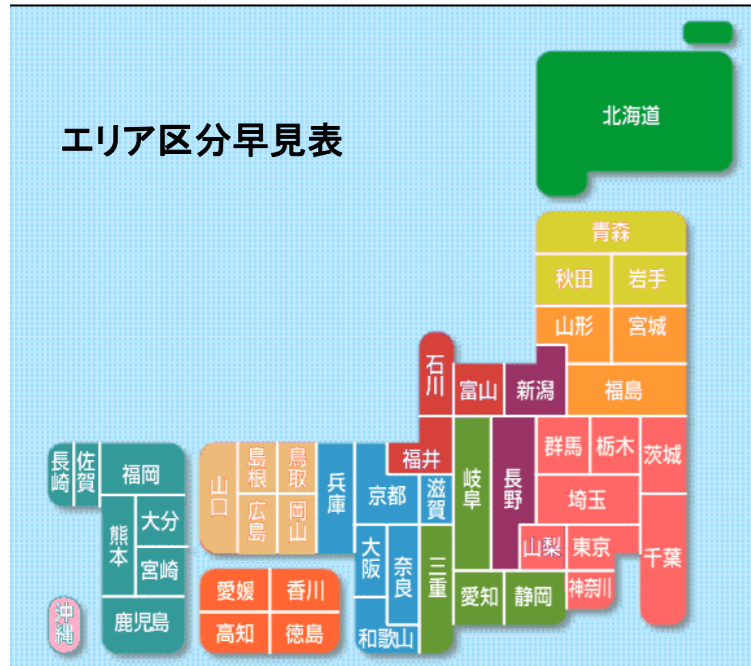 エリア区分早見表
北海道
青森
秋田
岩手
山形
宮城
福島
石川
富山
新潟
福井
岐阜
長野
群馬
栃木
茨城
埼玉
山梨
東京
千葉
神奈川
長崎
佐賀
福岡
熊本
大分
宮崎
鹿児島
沖縄
山口
島根
鳥取
広島
岡山
兵庫
京都
滋賀
大阪
奈良
三重
和歌山
愛知
静岡
愛媛
香川
高知
徳島